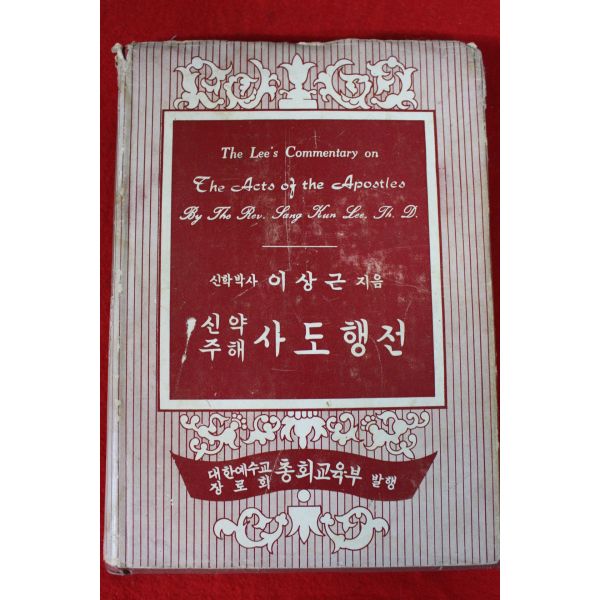 The Lee's Commentary on
The Acts of the Apostles
By The Rev. Sang Kun Lee, Th. D.
신학박사 이상근 지음
신약
주해 사도행전
대한예수교
장로회 총회교육부 발행